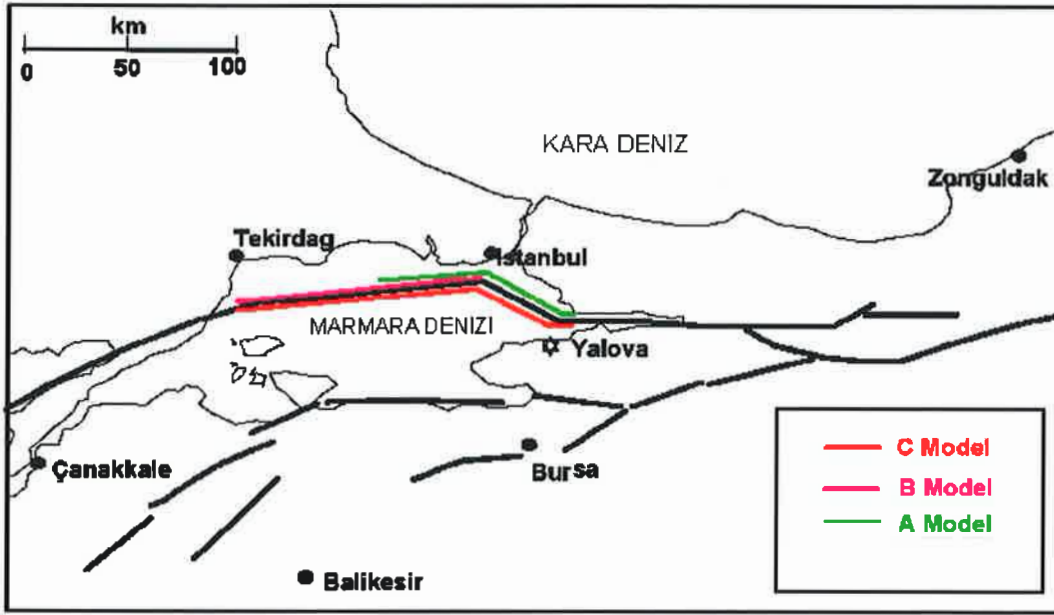 km
0 50 100
KARA DENIZ
Zonguldak
Tekirdag
Istanbul
MARMARA DENIZI
Yalova
Çanakkale
Bursa
Balikesir
C Model
B Model
A Model